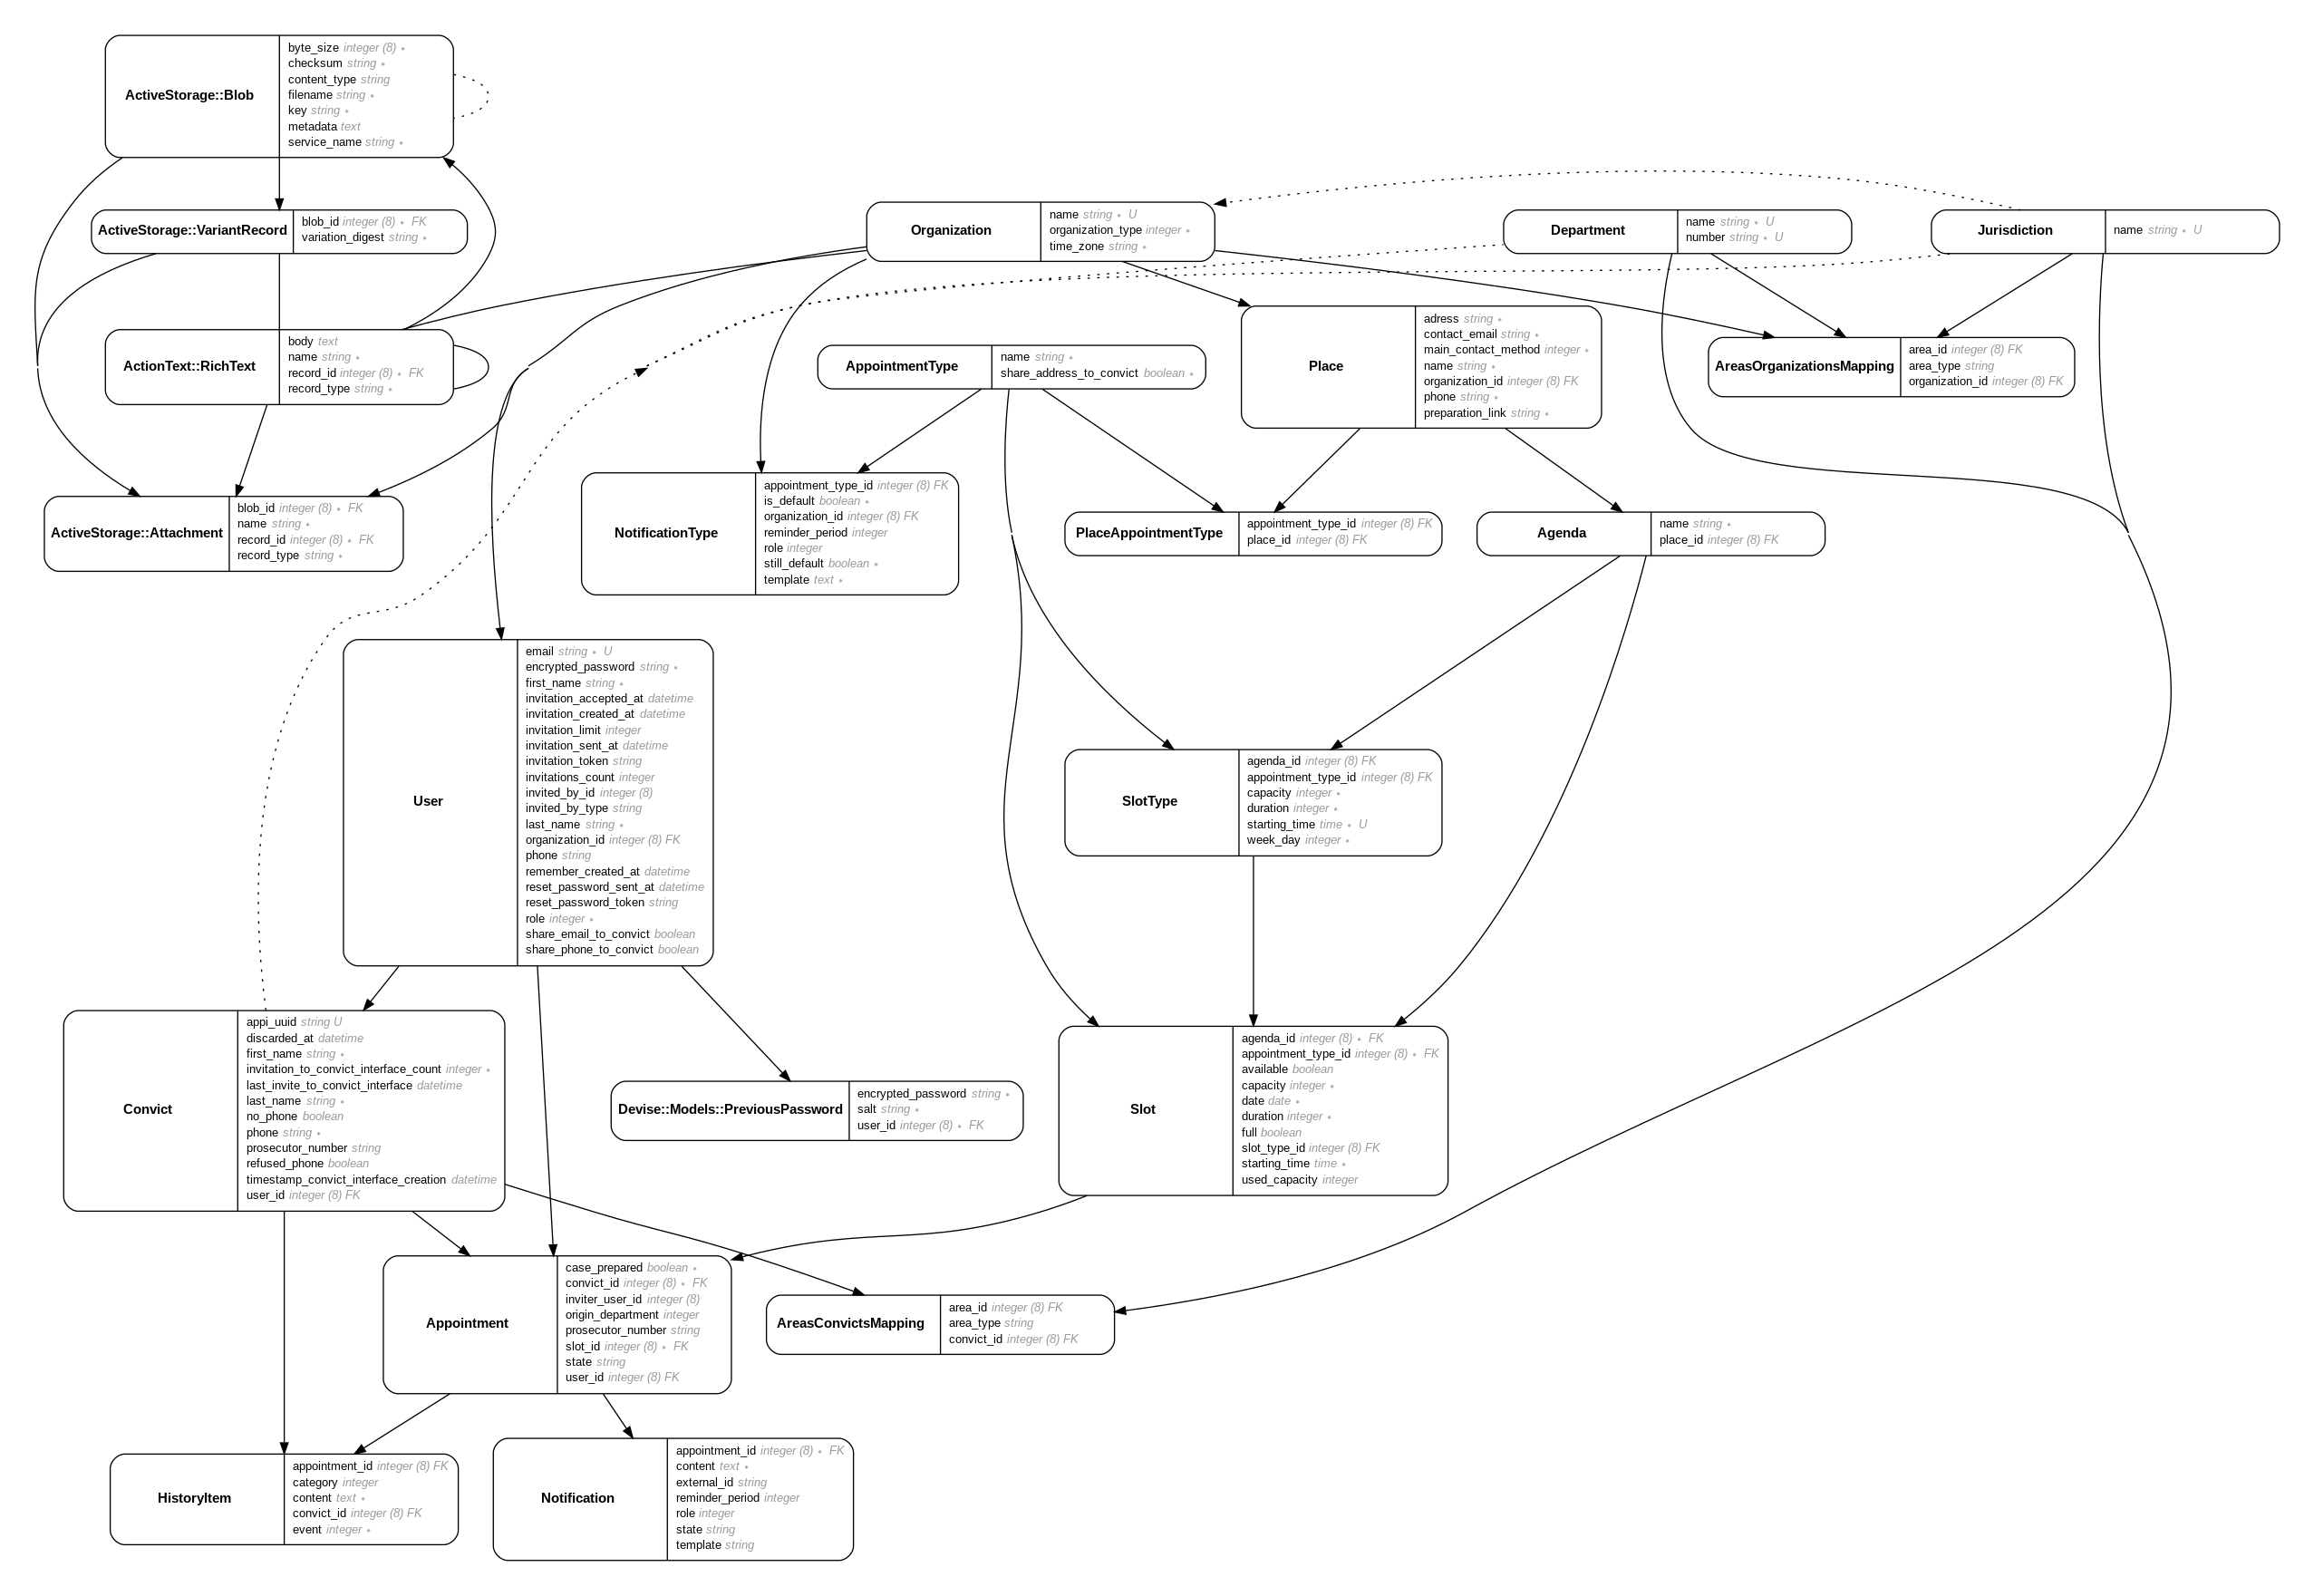 ActiveStorage::Blob
byte_size integer (8) ∗
checksum string ∗
content_type string
filename string ∗
key string ∗
metadata text
service_name string ∗
ActiveStorage::VariantRecord
blob_id integer (8) ∗ FK
variation_digest string ∗
Organization
name string ∗ U
organization_type integer ∗
time_zone string ∗
Department
name string ∗ U
number string ∗ U
Jurisdiction
name string ∗ U
ActionText::RichText
body text
name string ∗
record_id integer (8) ∗ FK
record_type string ∗
AppointmentType
name string ∗
share_address_to_convict boolean ∗
Place
adress string ∗
contact_email string ∗
main_contact_method integer ∗
name string ∗
organization_id integer (8) FK
phone string ∗
preparation_link string ∗
AreasOrganizationsMapping
area_id integer (8) FK
area_type string
organization_id integer (8) FK
ActiveStorage::Attachment
blob_id integer (8) ∗ FK
name string ∗
record_id integer (8) ∗ FK
record_type string ∗
NotificationType
appointment_type_id integer (8) FK
is_default boolean ∗
organization_id integer (8) FK
reminder_period integer
role integer
still_default boolean ∗
template text ∗
PlaceAppointmentType
appointment_type_id integer (8) FK
place_id integer (8) FK
Agenda
name string ∗
place_id integer (8) FK
User
email string ∗ U
encrypted_password string ∗
first_name string ∗
invitation_accepted_at datetime
invitation_created_at datetime
invitation_limit integer
invitation_sent_at datetime
invitation_token string
invitations_count integer
invited_by_id integer (8)
invited_by_type string
last_name string ∗
organization_id integer (8) FK
phone string
remember_created_at datetime
reset_password_sent_at datetime
reset_password_token string
role integer ∗
share_email_to_convict boolean
share_phone_to_convict boolean
SlotType
agenda_id integer (8) FK
appointment_type_id integer (8) FK
capacity integer ∗
duration integer ∗
starting_time time ∗ U
week_day integer ∗
Convict
appi_uuid string U
discarded_at datetime
first_name string ∗
invitation_to_convict_interface_count integer ∗
last_invite_to_convict_interface datetime
last_name string ∗
no_phone boolean
phone string ∗
prosecutor_number string
refused_phone boolean
timestamp_convict_interface_creation datetime
user_id integer (8) FK
Devise::Models::PreviousPassword
encrypted_password string ∗
salt string ∗
user_id integer (8) ∗ FK
Slot
agenda_id integer (8) ∗ FK
appointment_type_id integer (8) ∗ FK
available boolean
capacity integer ∗
date date ∗
duration integer ∗
full boolean
slot_type_id integer (8) FK
starting_time time ∗
used_capacity integer
Appointment
case_prepared boolean ∗
convict_id integer (8) ∗ FK
inviter_user_id integer (8)
origin_department integer
prosecutor_number string
slot_id integer (8) ∗ FK
state string
user_id integer (8) FK
AreasConvictsMapping
area_id integer (8) FK
area_type string
convict_id integer (8) FK
HistoryItem
appointment_id integer (8) FK
category integer
content text ∗
convict_id integer (8) FK
event integer ∗
Notification
appointment_id integer (8) ∗ FK
content text ∗
external_id string
reminder_period integer
role integer
state string
template string